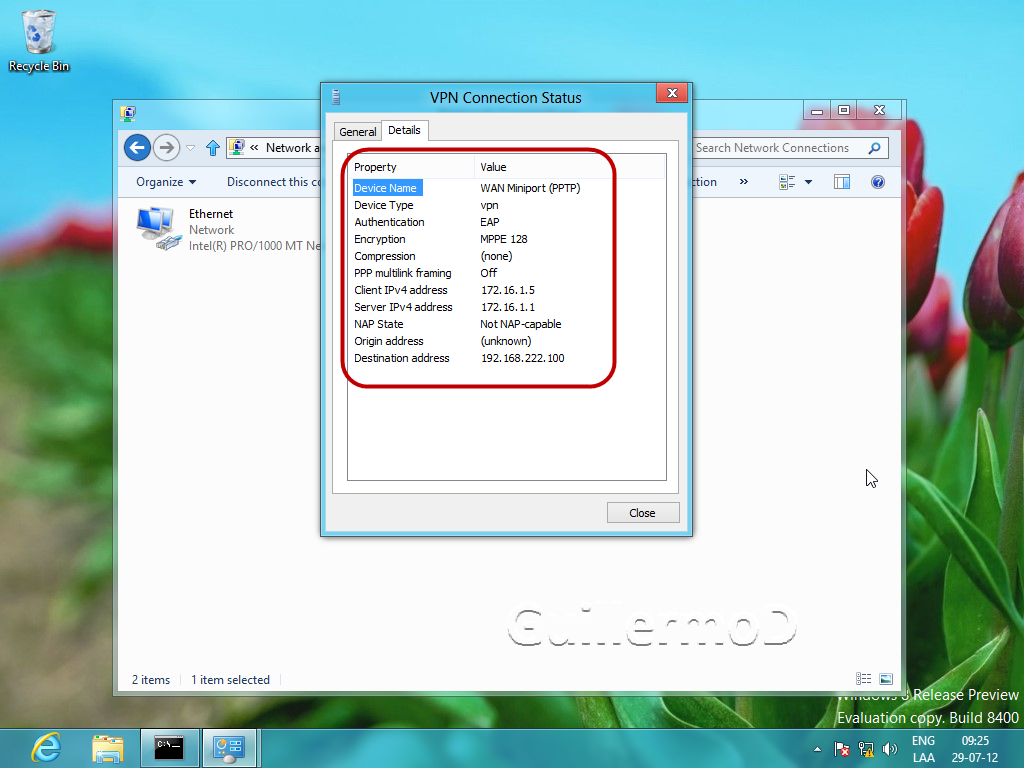 Recycle Bin
VPN Connection Status
General
Details
Network a
Search Network Connections
Organize
Disconnect this co
ction
»
Property Value
Device Name WAN Miniport (PPTP)
Device Type vpn
Authentication EAP
Encryption MPPE 128
Compression (none)
PPP multilink framing Off
Client IPv4 address 172.16.1.5
Server IPv4 address 172.16.1.1
NAP State Not NAP-capable
Origin address (unknown)
Destination address 192.168.222.100
Ethernet
Network
Intel(R) PRO/1000 MT Ne
Close
GuillermoD
2 items 1 item selected
Windows 8 Release Preview
Evaluation copy. Build 8400
C:\
ENG 09:25
LAA 29-07-12